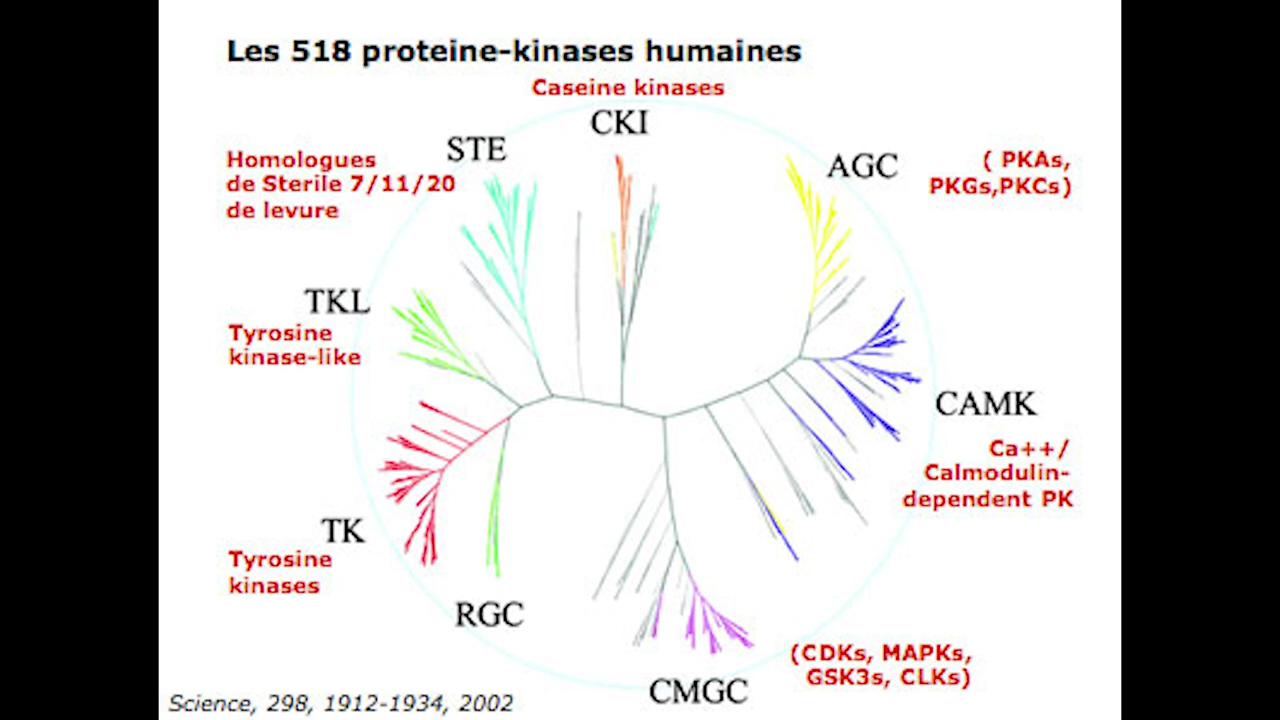 Les 518 proteine-kinases humaines
Caseine kinases
CKI
STE
Homologues
de Sterile 7/11/20
de levure
AGC
( PKAs,
PKGs,PKCs)
TKL
Tyrosine
kinase-like
CAMK
Ca++/
Calmodulin-
dependent PK
TK
Tyrosine
kinases
RGC
(CDKs, MAPKs,
GSK3s, CLKs)
CMGC
Science, 298, 1912-1934, 2002